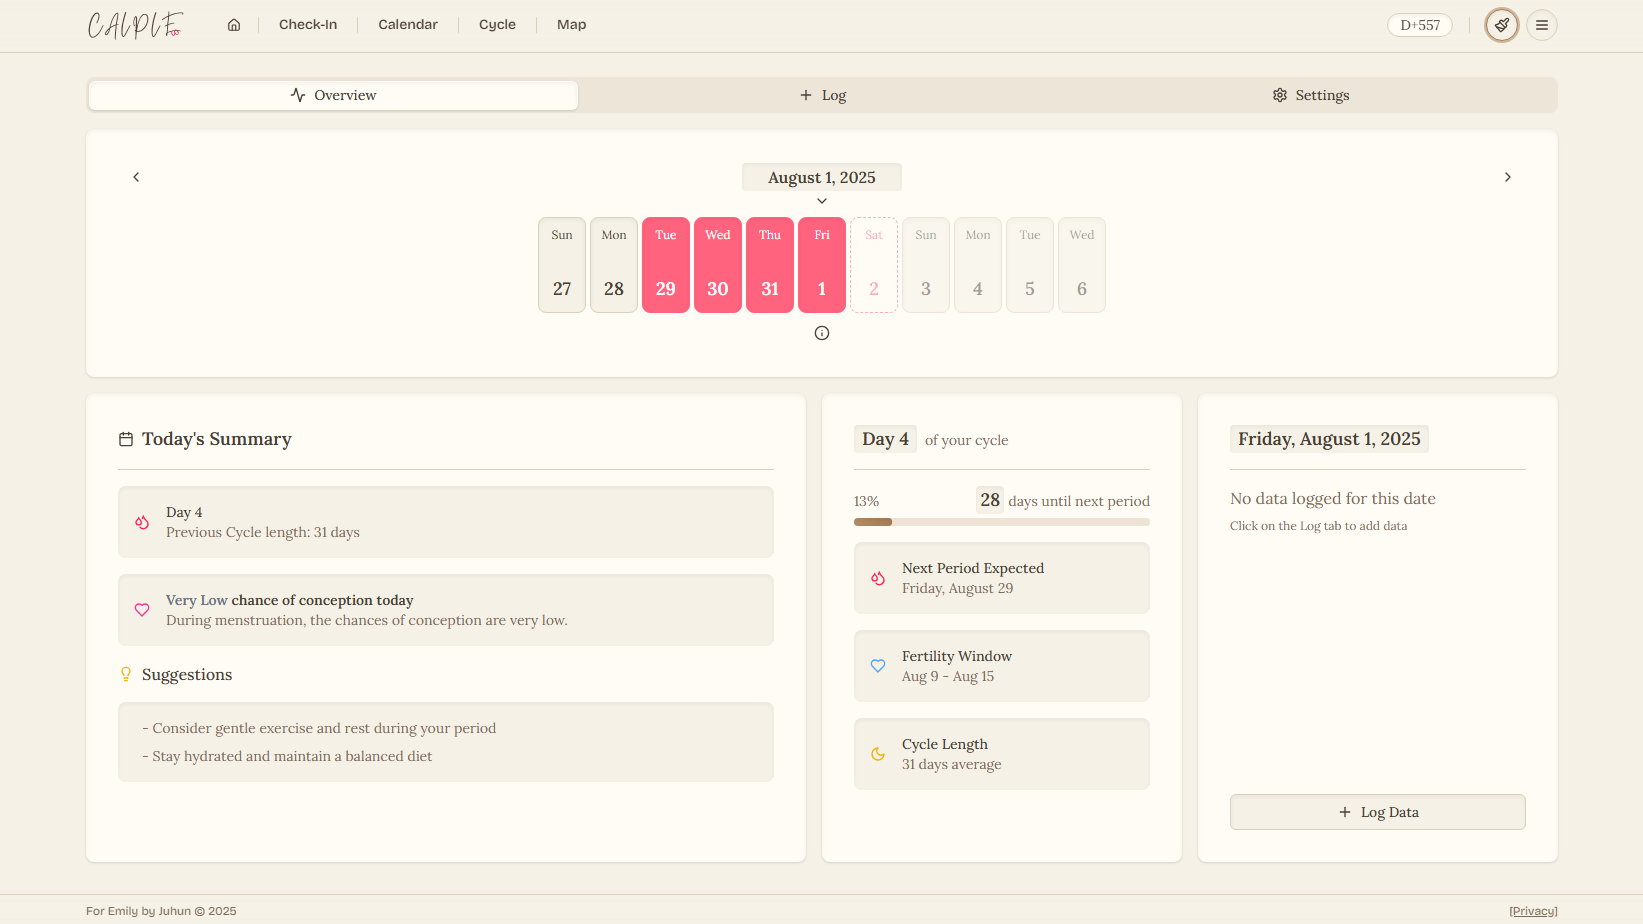 CALPLE
Check-In
Calendar
Cycle
Map
D+557
Overview
Log
Settings
August 1, 2025
Sun Mon Tue Wed Thu Fri Sat Sun Mon Tue Wed
27 28 29 30 31 1 2 3 4 5 6
Today's Summary
Day 4
Previous Cycle length: 31 days
Very Low chance of conception today
During menstruation, the chances of conception are very low.
Suggestions
- Consider gentle exercise and rest during your period
- Stay hydrated and maintain a balanced diet
Day 4 of your cycle
13% 28 days until next period
Next Period Expected
Friday, August 29
Fertility Window
Aug 9 - Aug 15
Cycle Length
31 days average
Friday, August 1, 2025
No data logged for this date
Click on the Log tab to add data
Log Data
For Emily by Juhun © 2025
[Privacy]